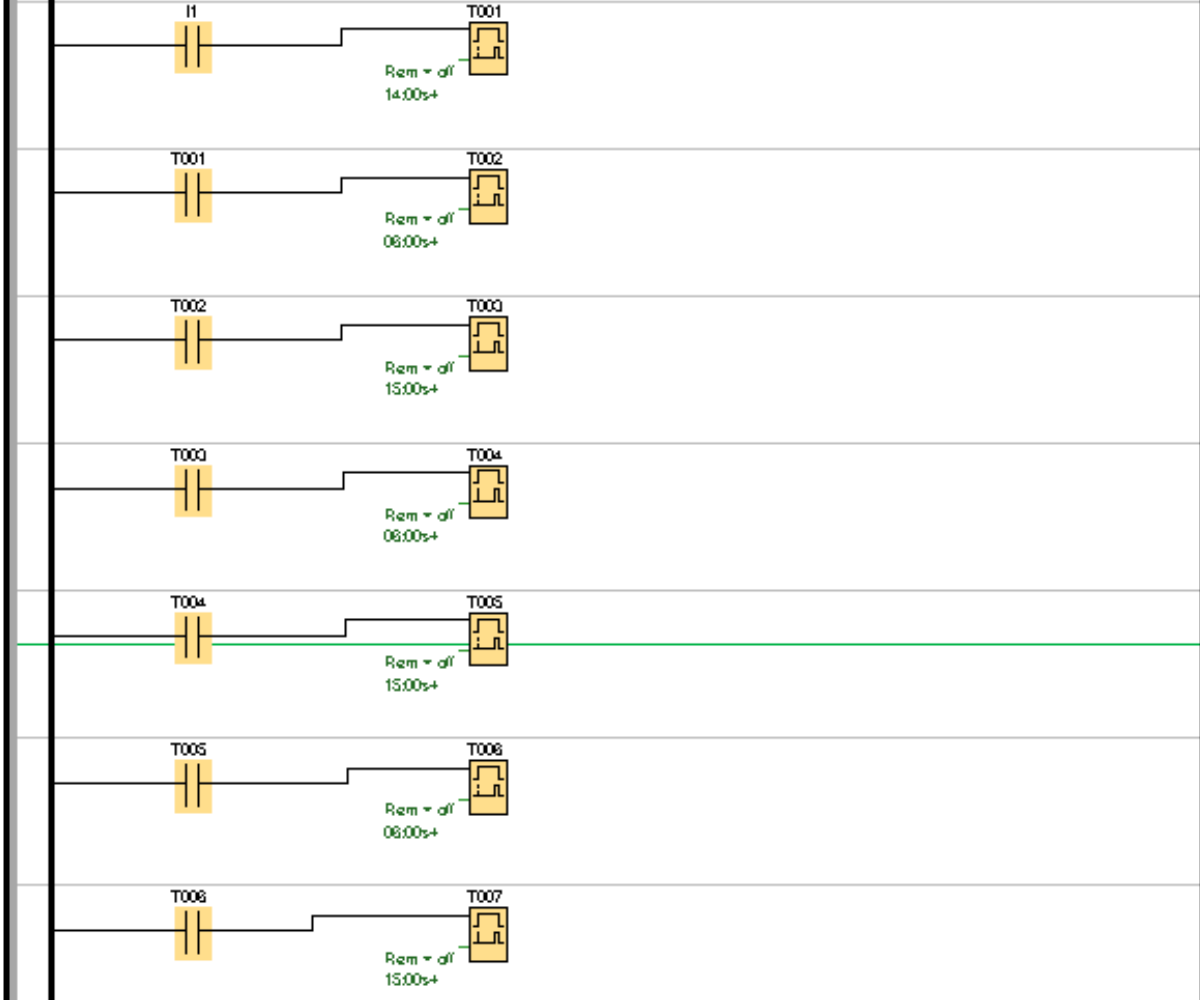 I1
T001
Rem = off
14:00s+
T001
T002
Rem = off
06:00s+
T002
T003
Rem = off
15:00s+
T003
T004
Rem = off
06:00s+
T004
T005
Rem = off
15:00s+
T005
T006
Rem = off
06:00s+
T006
T007
Rem = off
15:00s+